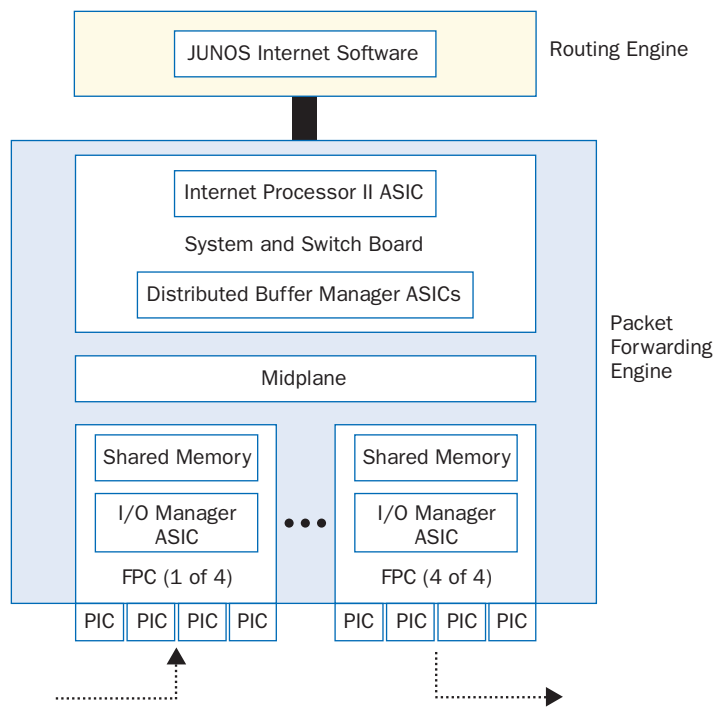 JUNOS Internet Software
Routing Engine
Internet Processor II ASIC
System and Switch Board
Distributed Buffer Manager ASICs
Packet
Forwarding
Engine
Midplane
Shared Memory
I/O Manager
ASIC
FPC (1 of 4)
Shared Memory
I/O Manager
ASIC
FPC (4 of 4)
PIC
PIC
PIC
PIC
PIC
PIC
PIC
PIC